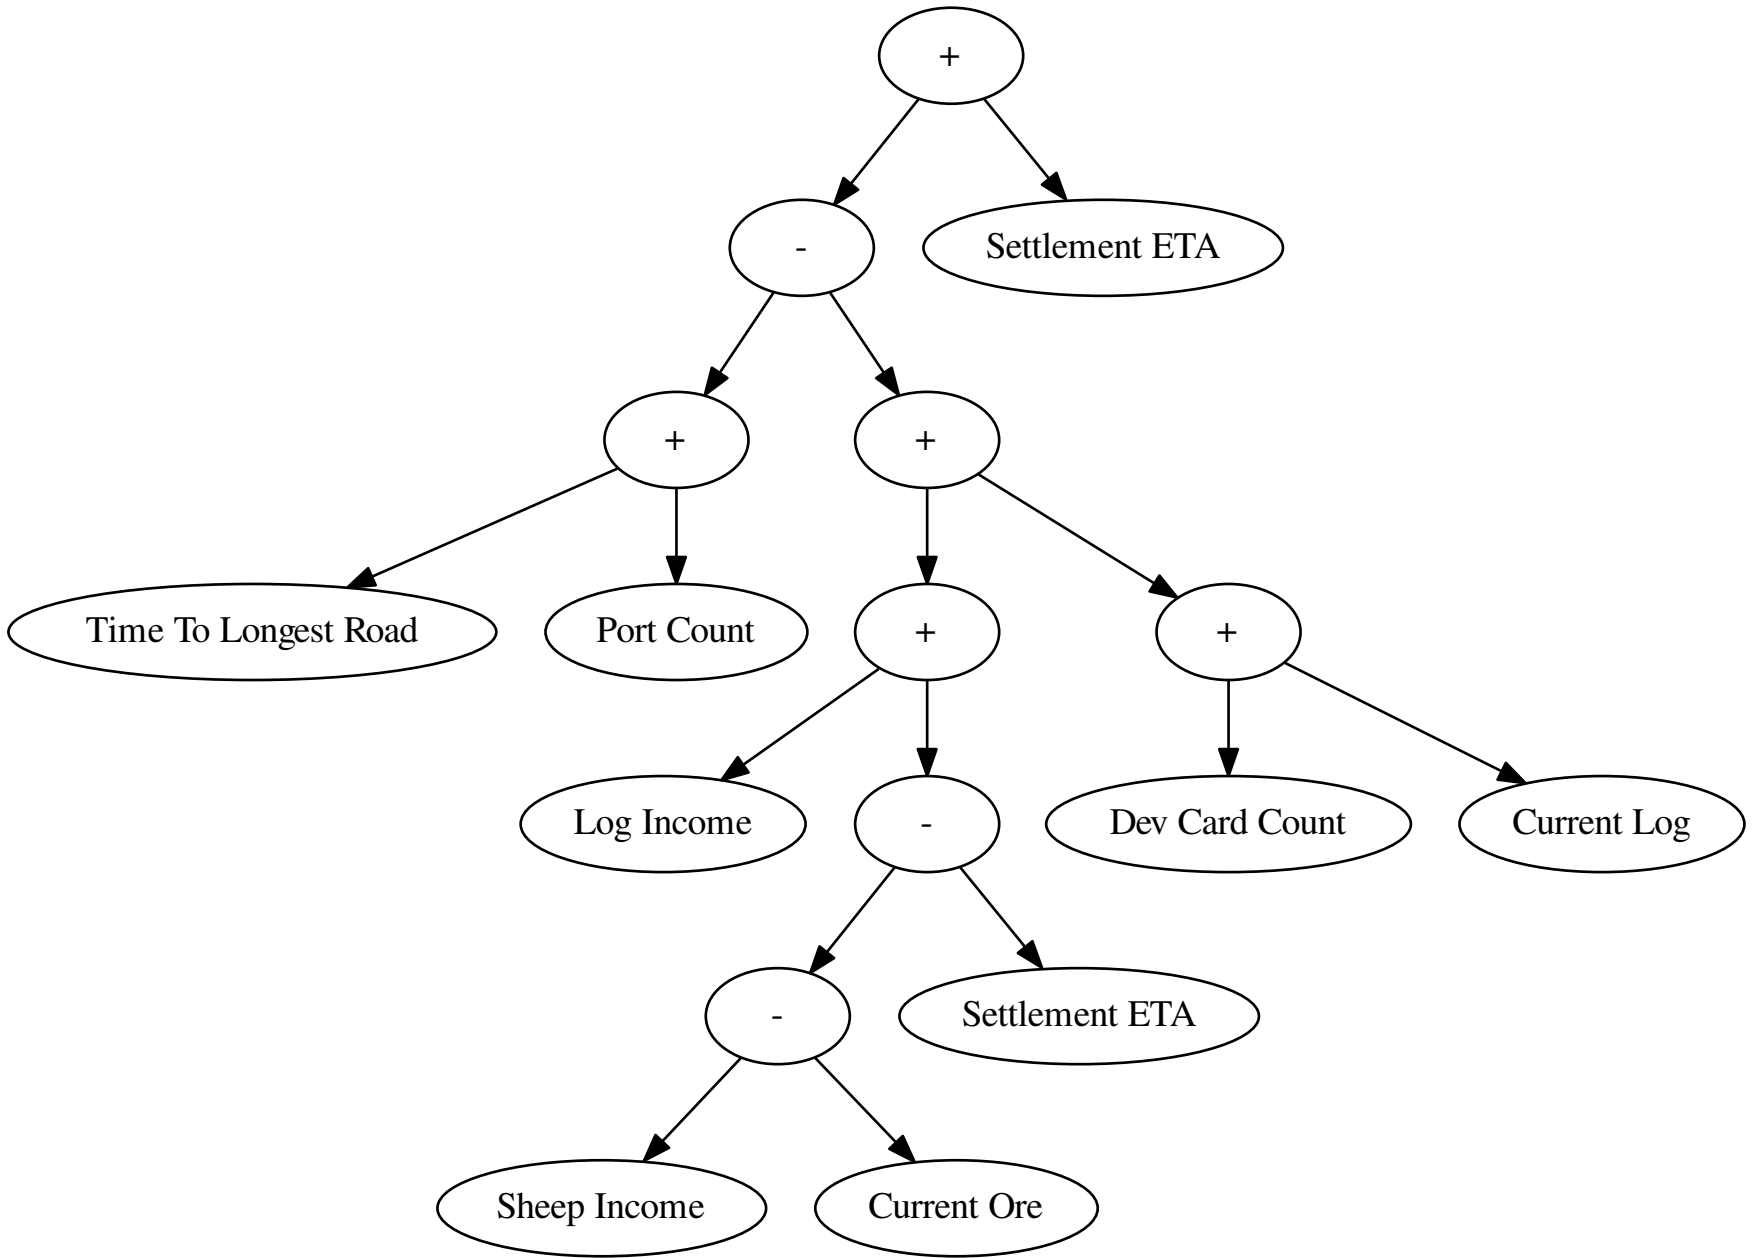 +
-
Settlement ETA
+
+
Time To Longest Road
Port Count
+
+
Log Income
-
Dev Card Count
Current Log
-
Settlement ETA
Sheep Income
Current Ore